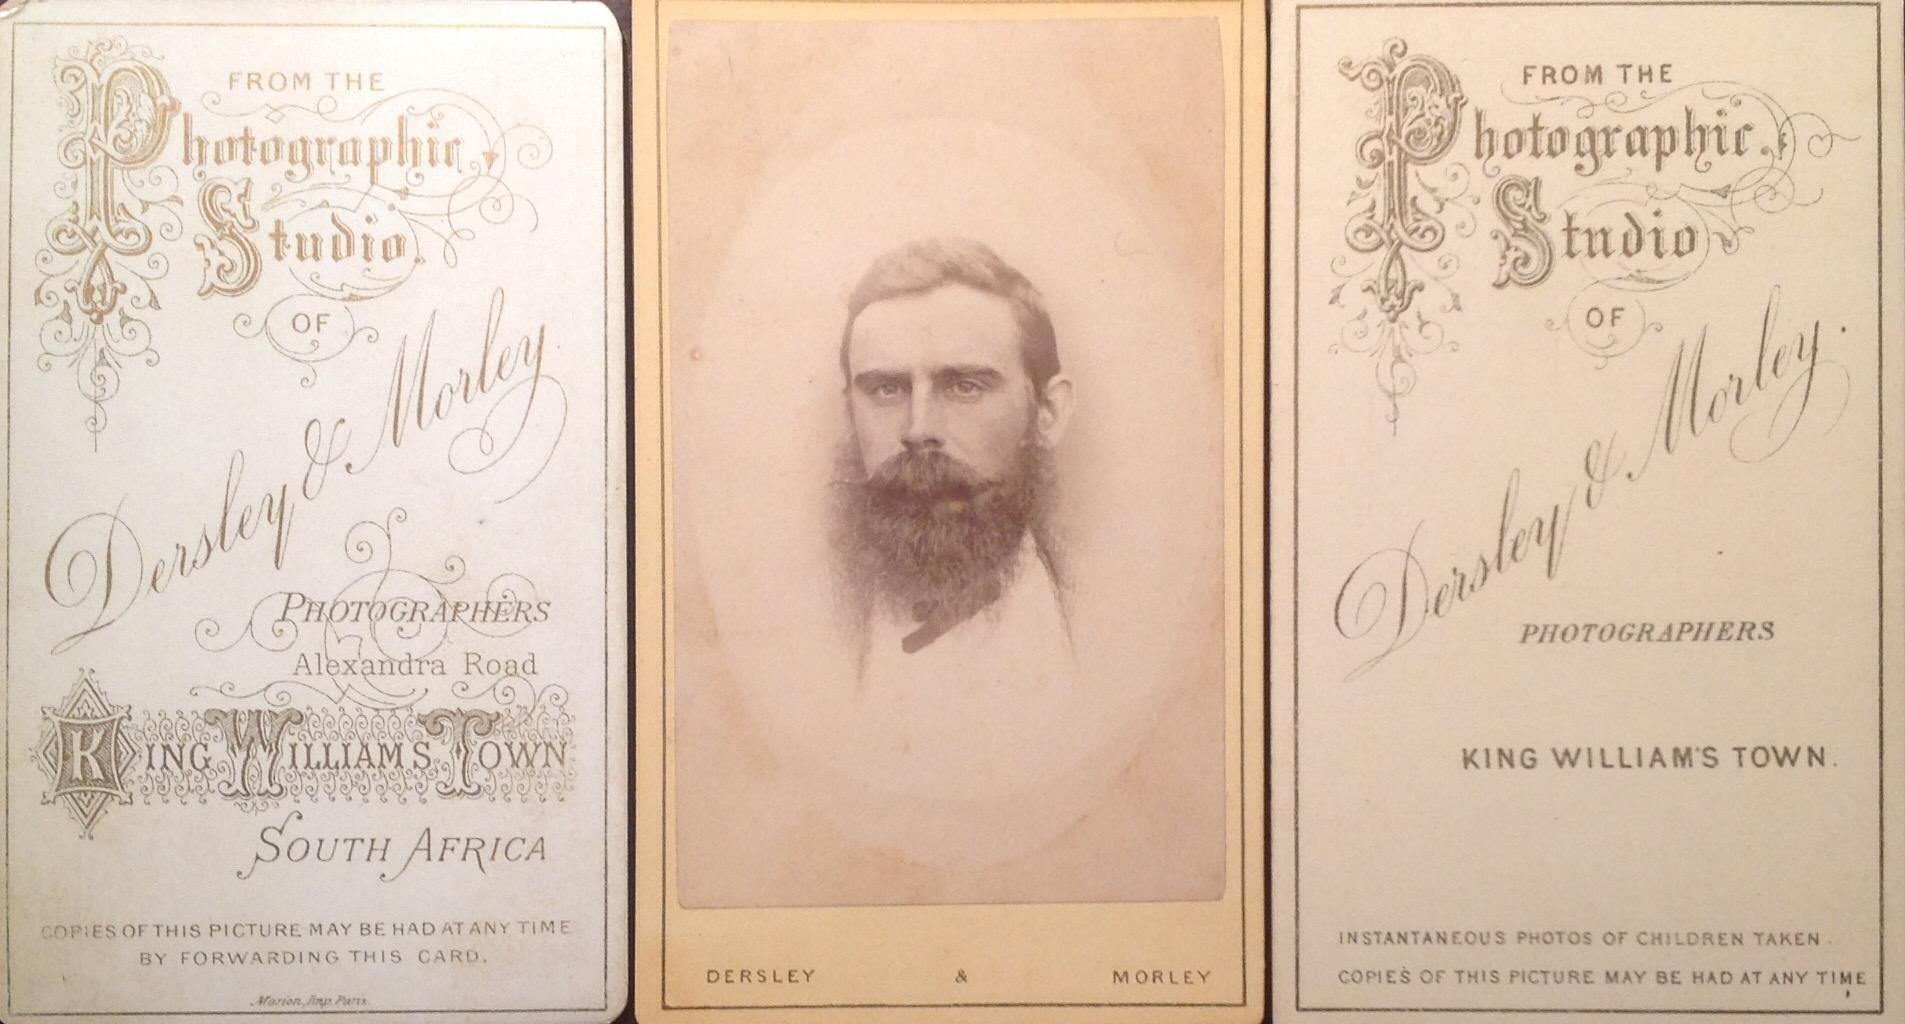 FROM THE
Photographic
Studio.
OF
Dersley & Morley.
PHOTOGRAPHERS
Alexandra Road
KING WILLIAMS TOWN
SOUTH AFRICA
COPIES OF THIS PICTURE MAY BE HAD AT ANY TIME
BY FORWARDING THIS CARD.
Marion, Imp. Paris.
DERSLEY & MORLEY
FROM THE
Photographic
Studio
OF
Dersley & Morley.
PHOTOGRAPHERS
KING WILLIAM'S TOWN.
INSTANTANEOUS PHOTOS OF CHILDREN TAKEN.
COPIES OF THIS PICTURE MAY BE HAD AT ANY TIME